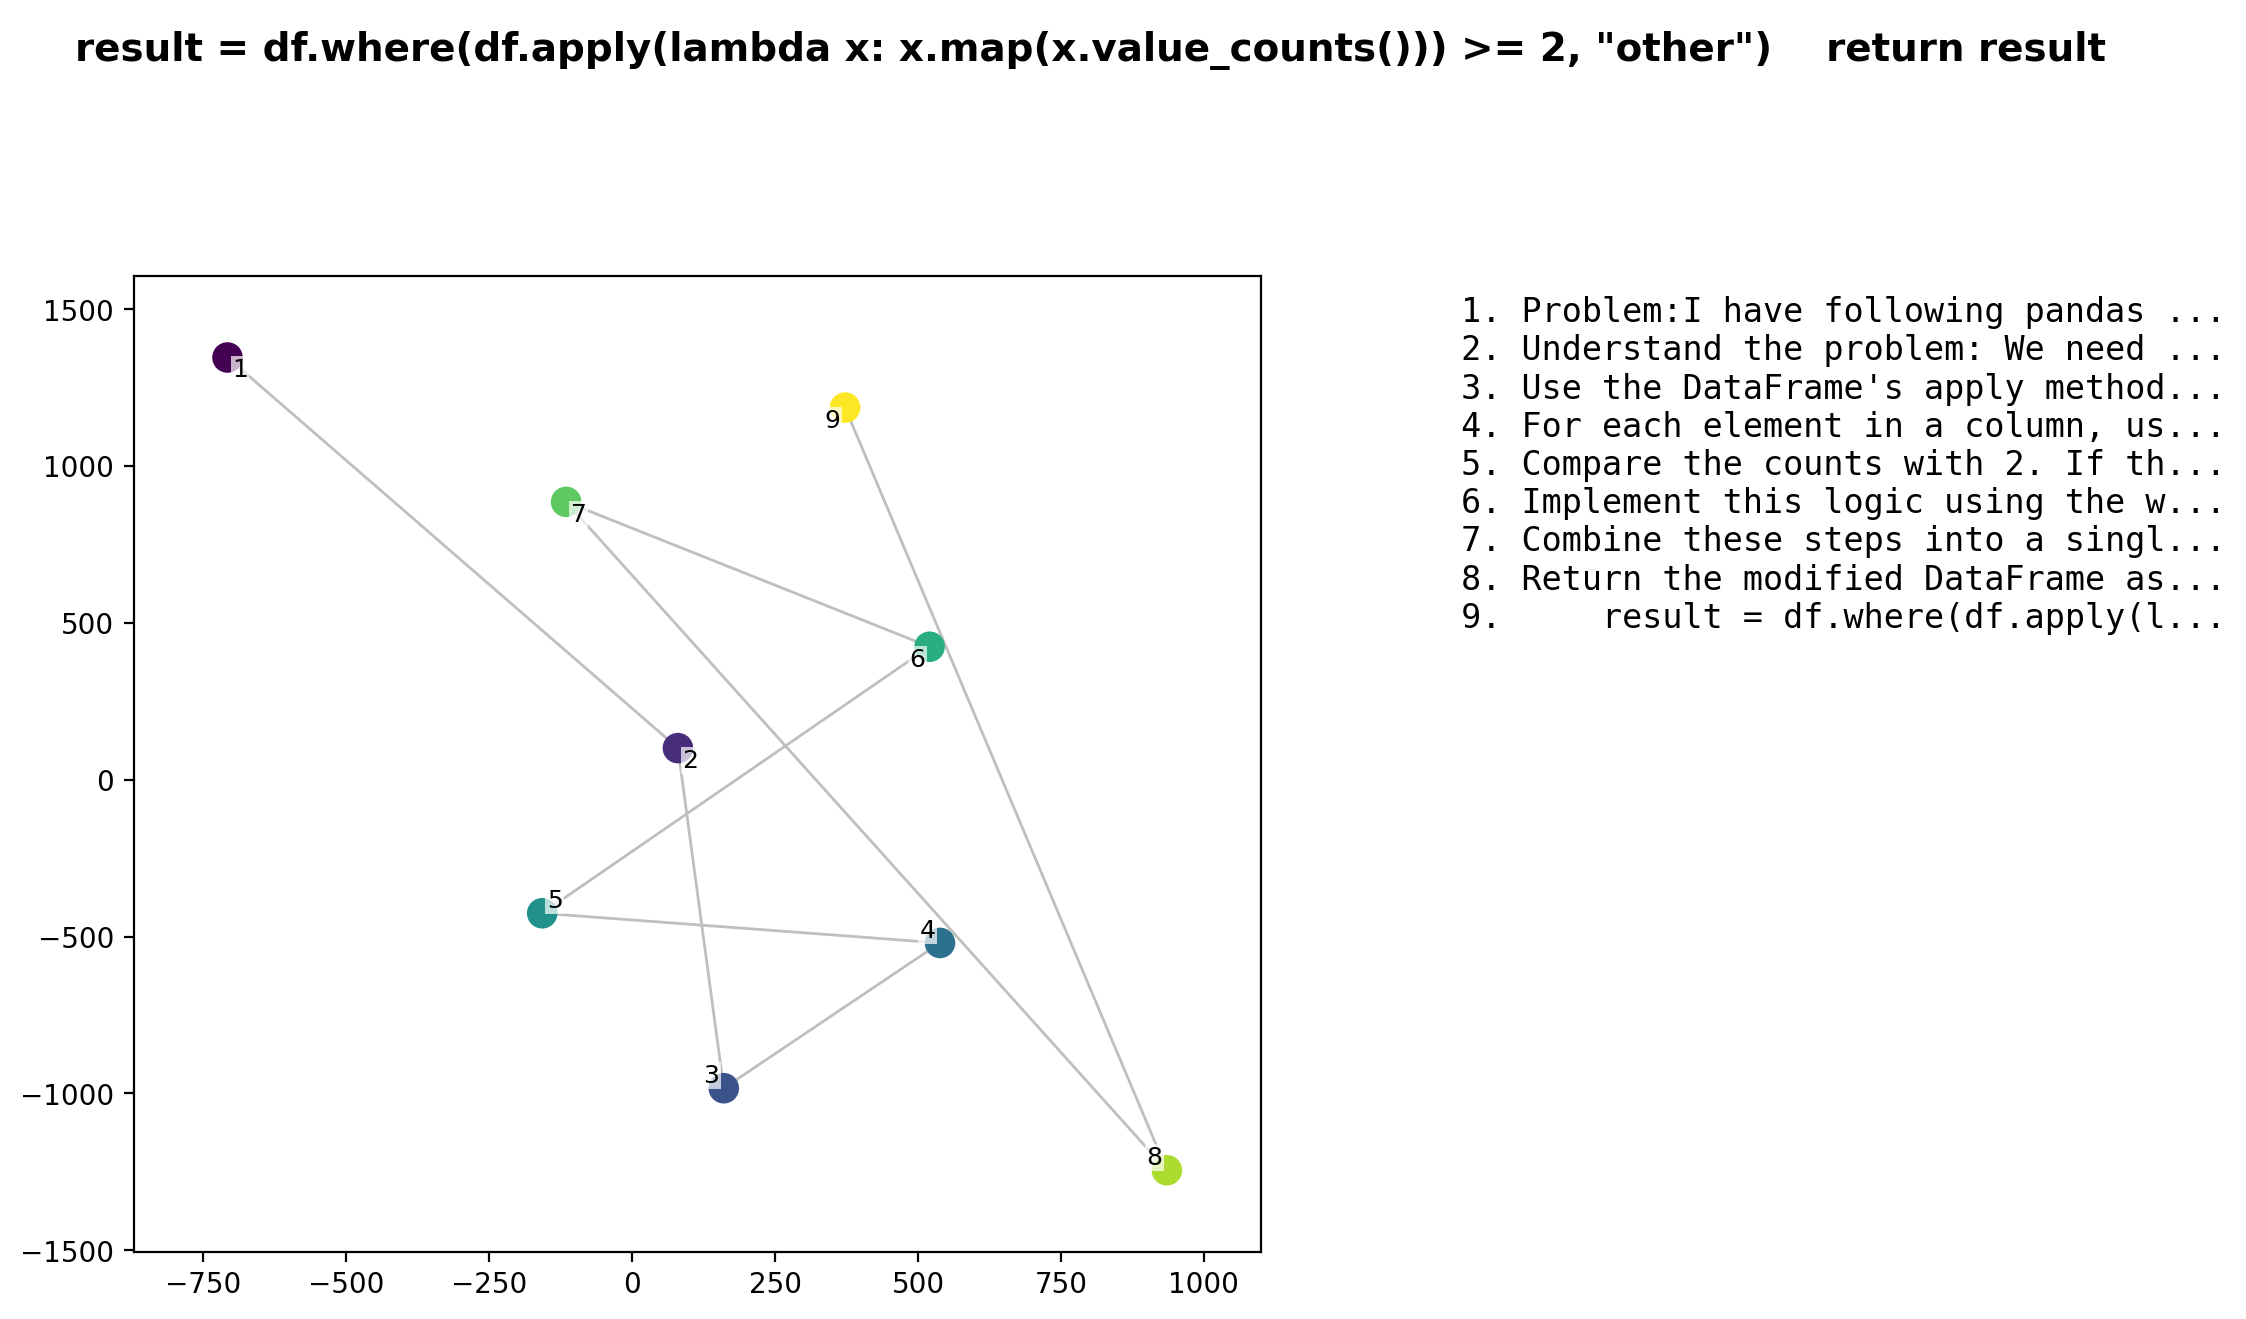 result = df.where(df.apply(lambda x: x.map(x.value_counts())) >= 2, "other")    return result
1500
1000
500
0
−500
−1000
−1500
−750
−500
−250
0
250
500
750
1000
1
9
7
6
2
5
4
3
8
1. Problem:I have following pandas ...
2. Understand the problem: We need ...
3. Use the DataFrame's apply method...
4. For each element in a column, us...
5. Compare the counts with 2. If th...
6. Implement this logic using the w...
7. Combine these steps into a singl...
8. Return the modified DataFrame as...
9.     result = df.where(df.apply(l...